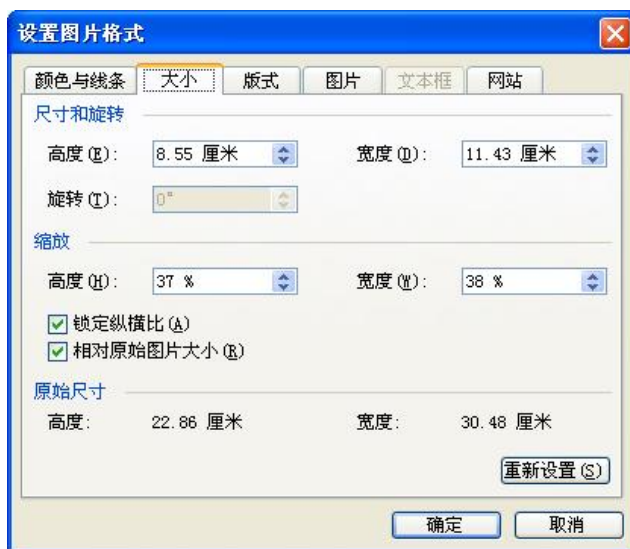 设置图片格式
颜色与线条 大小 版式 图片 文本框 网站
尺寸和旋转
高度(E): 8.55 厘米 宽度(D): 11.43 厘米
旋转(T): 0°
缩放
高度(H): 37 % 宽度(W): 38 %
锁定纵横比(A)
相对原始图片大小(R)
原始尺寸
高度: 22.86 厘米 宽度: 30.48 厘米
重新设置(S)
确定 取消